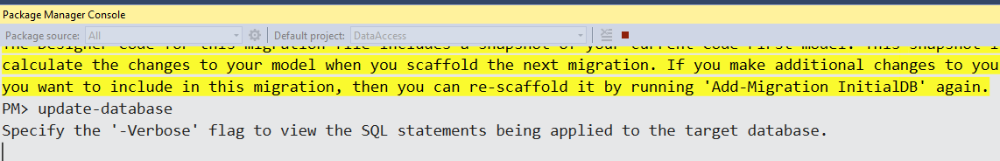 Package Manager Console
Package source: All Default project: DataAccess
The Designer Code for this migration file includes a snapshot of your current Code First model. This snapshot
calculate the changes to your model when you scaffold the next migration. If you make additional changes to you
you want to include in this migration, then you can re-scaffold it by running 'Add-Migration InitialDB' again.
PM> update-database
Specify the '-Verbose' flag to view the SQL statements being applied to the target database.